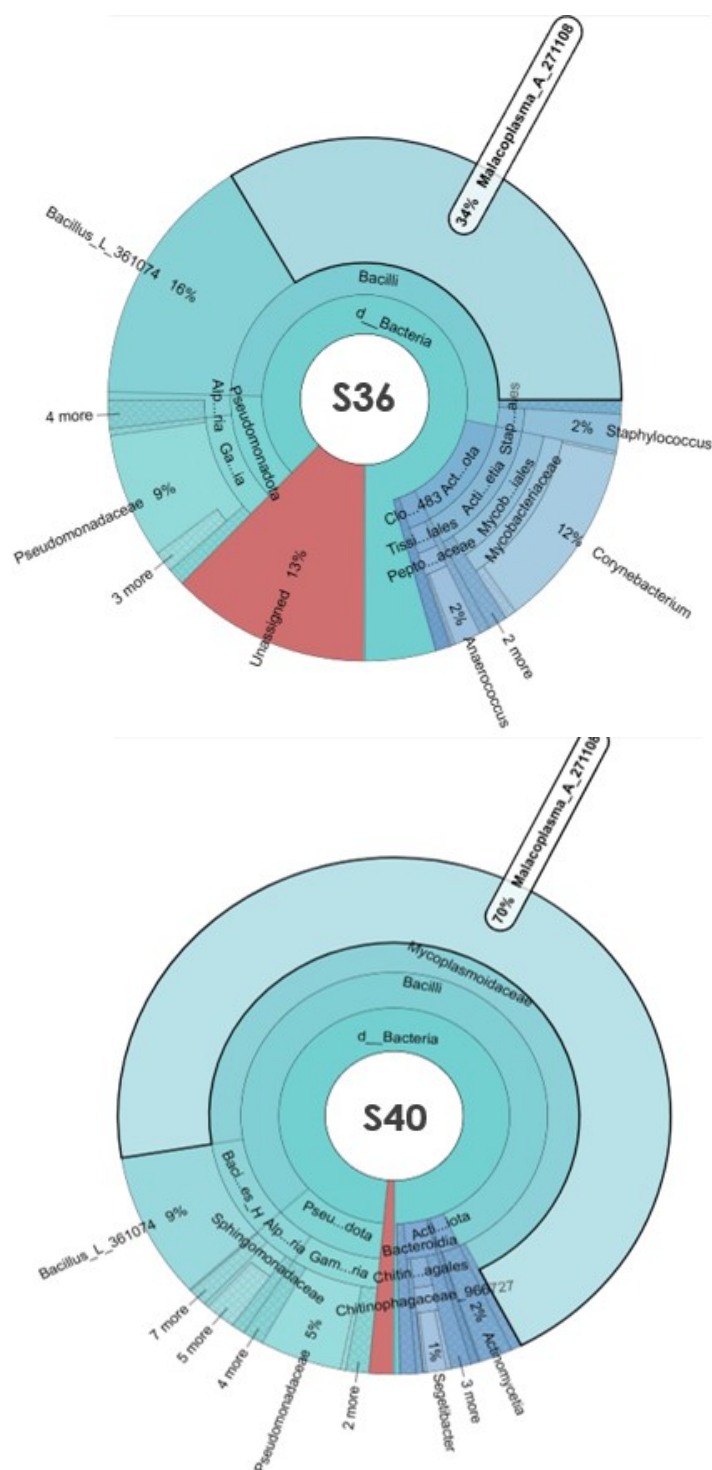 34% Malacoplasma_A_271108
Bacillus_L_361074 16%
Bacilli
d__Bacteria
S36
Alp...ria
Pseudomonadota
4 more
Ga...ia
Pseudomonadaceae 9%
3 more
Unassigned 13%
Stap...ales
2% Staphylococcus
Act...ota
Acti...etia
Mycob...iales
Mycobacteriaceae
12% Corynebacterium
Clo...483
Tissi...lales
Pepto...aceae
2 more
2% Anaerococcus
70% Malacoplasma_A_271108
Mycoplasmoidaceae
Bacilli
d__Bacteria
S40
Baci...es_H
Bacillus_L_361074 9%
Alp...ria
Pseu...dota
Sphingomonadaceae
Gam...ria
7 more
5 more
4 more
Pseudomonadaceae 5%
2 more
Acti...iota
Bacteroidia
Chitin...agales
Chitinophagaceae_966727
2% Actinomycetia
3 more
1% Segetibacter